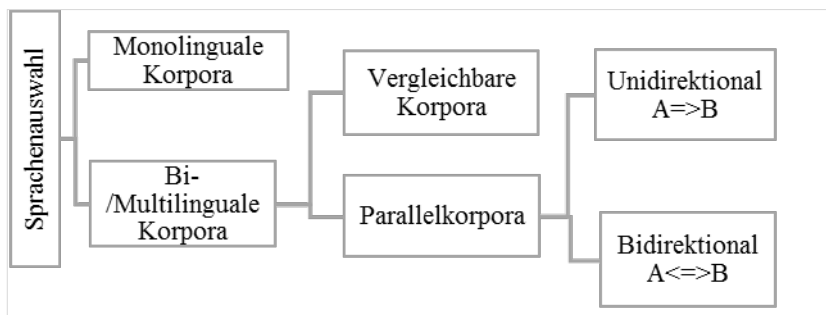 Sprachenauswahl
Monolinguale
Korpora
Bi-
/Multilinguale
Korpora
Vergleichbare
Korpora
Parallelkorpora
Unidirektional
A=>B
Bidirektional
A<=>B